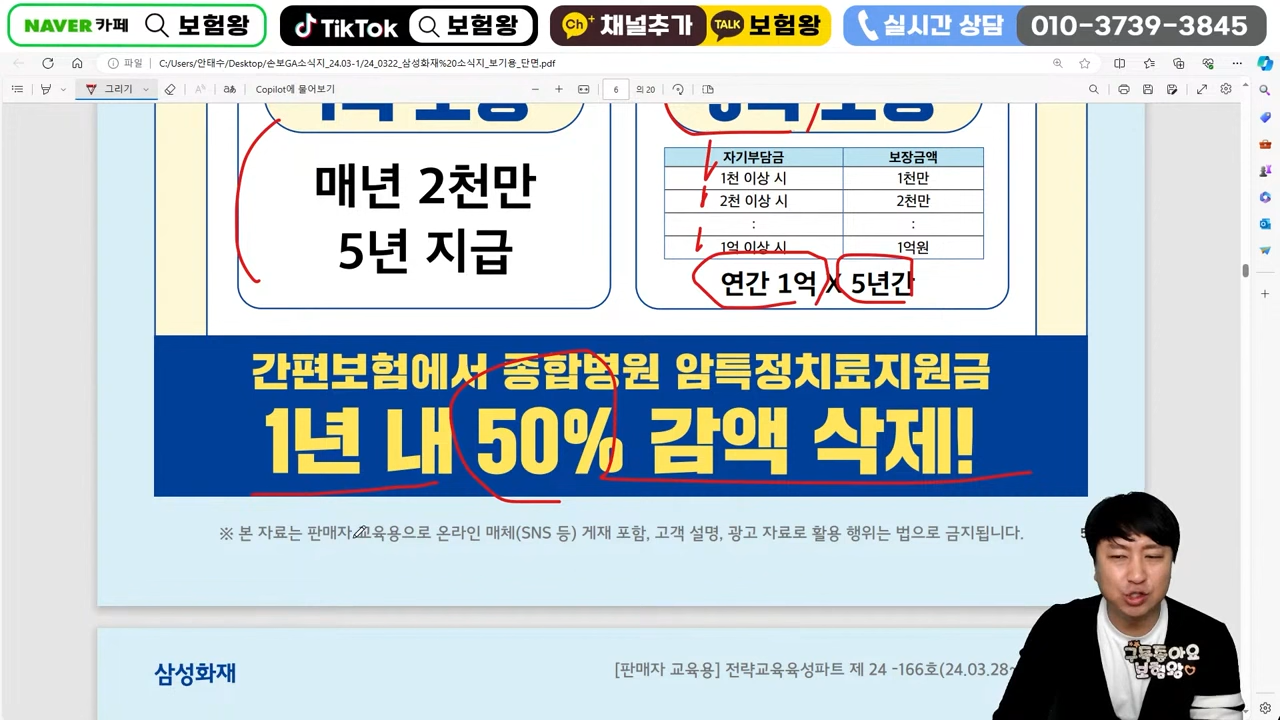 NAVER 카페 보험왕 TikTok 보험왕 Ch+ 채널추가 TALK 보험왕 실시간 상담 010-3739-3845
파일 C:/Users/안태수/Desktop/손보GA소식지_24.03-1/24_0322_삼성화재%20소식지_보기용_단면.pdf
그리기 aあ Copilot에 물어보기 6 의 20
매년 2천만
5년 지급
자기부담금 보장금액
1천 이상 시 1천만
2천 이상 시 2천만
: :
1억 이상 시 1억원
연간 1억 X 5년간
간편보험에서 종합병원 암특정치료지원금
1년 내 50% 감액 삭제!
※ 본 자료는 판매자 교육용으로 온라인 매체(SNS 등) 게재 포함, 고객 설명, 광고 자료로 활용 행위는 법으로 금지됩니다.
삼성화재 [판매자 교육용] 전략교육육성파트 제 24 -166호(24.03.28~
구독좋아요
보험왕